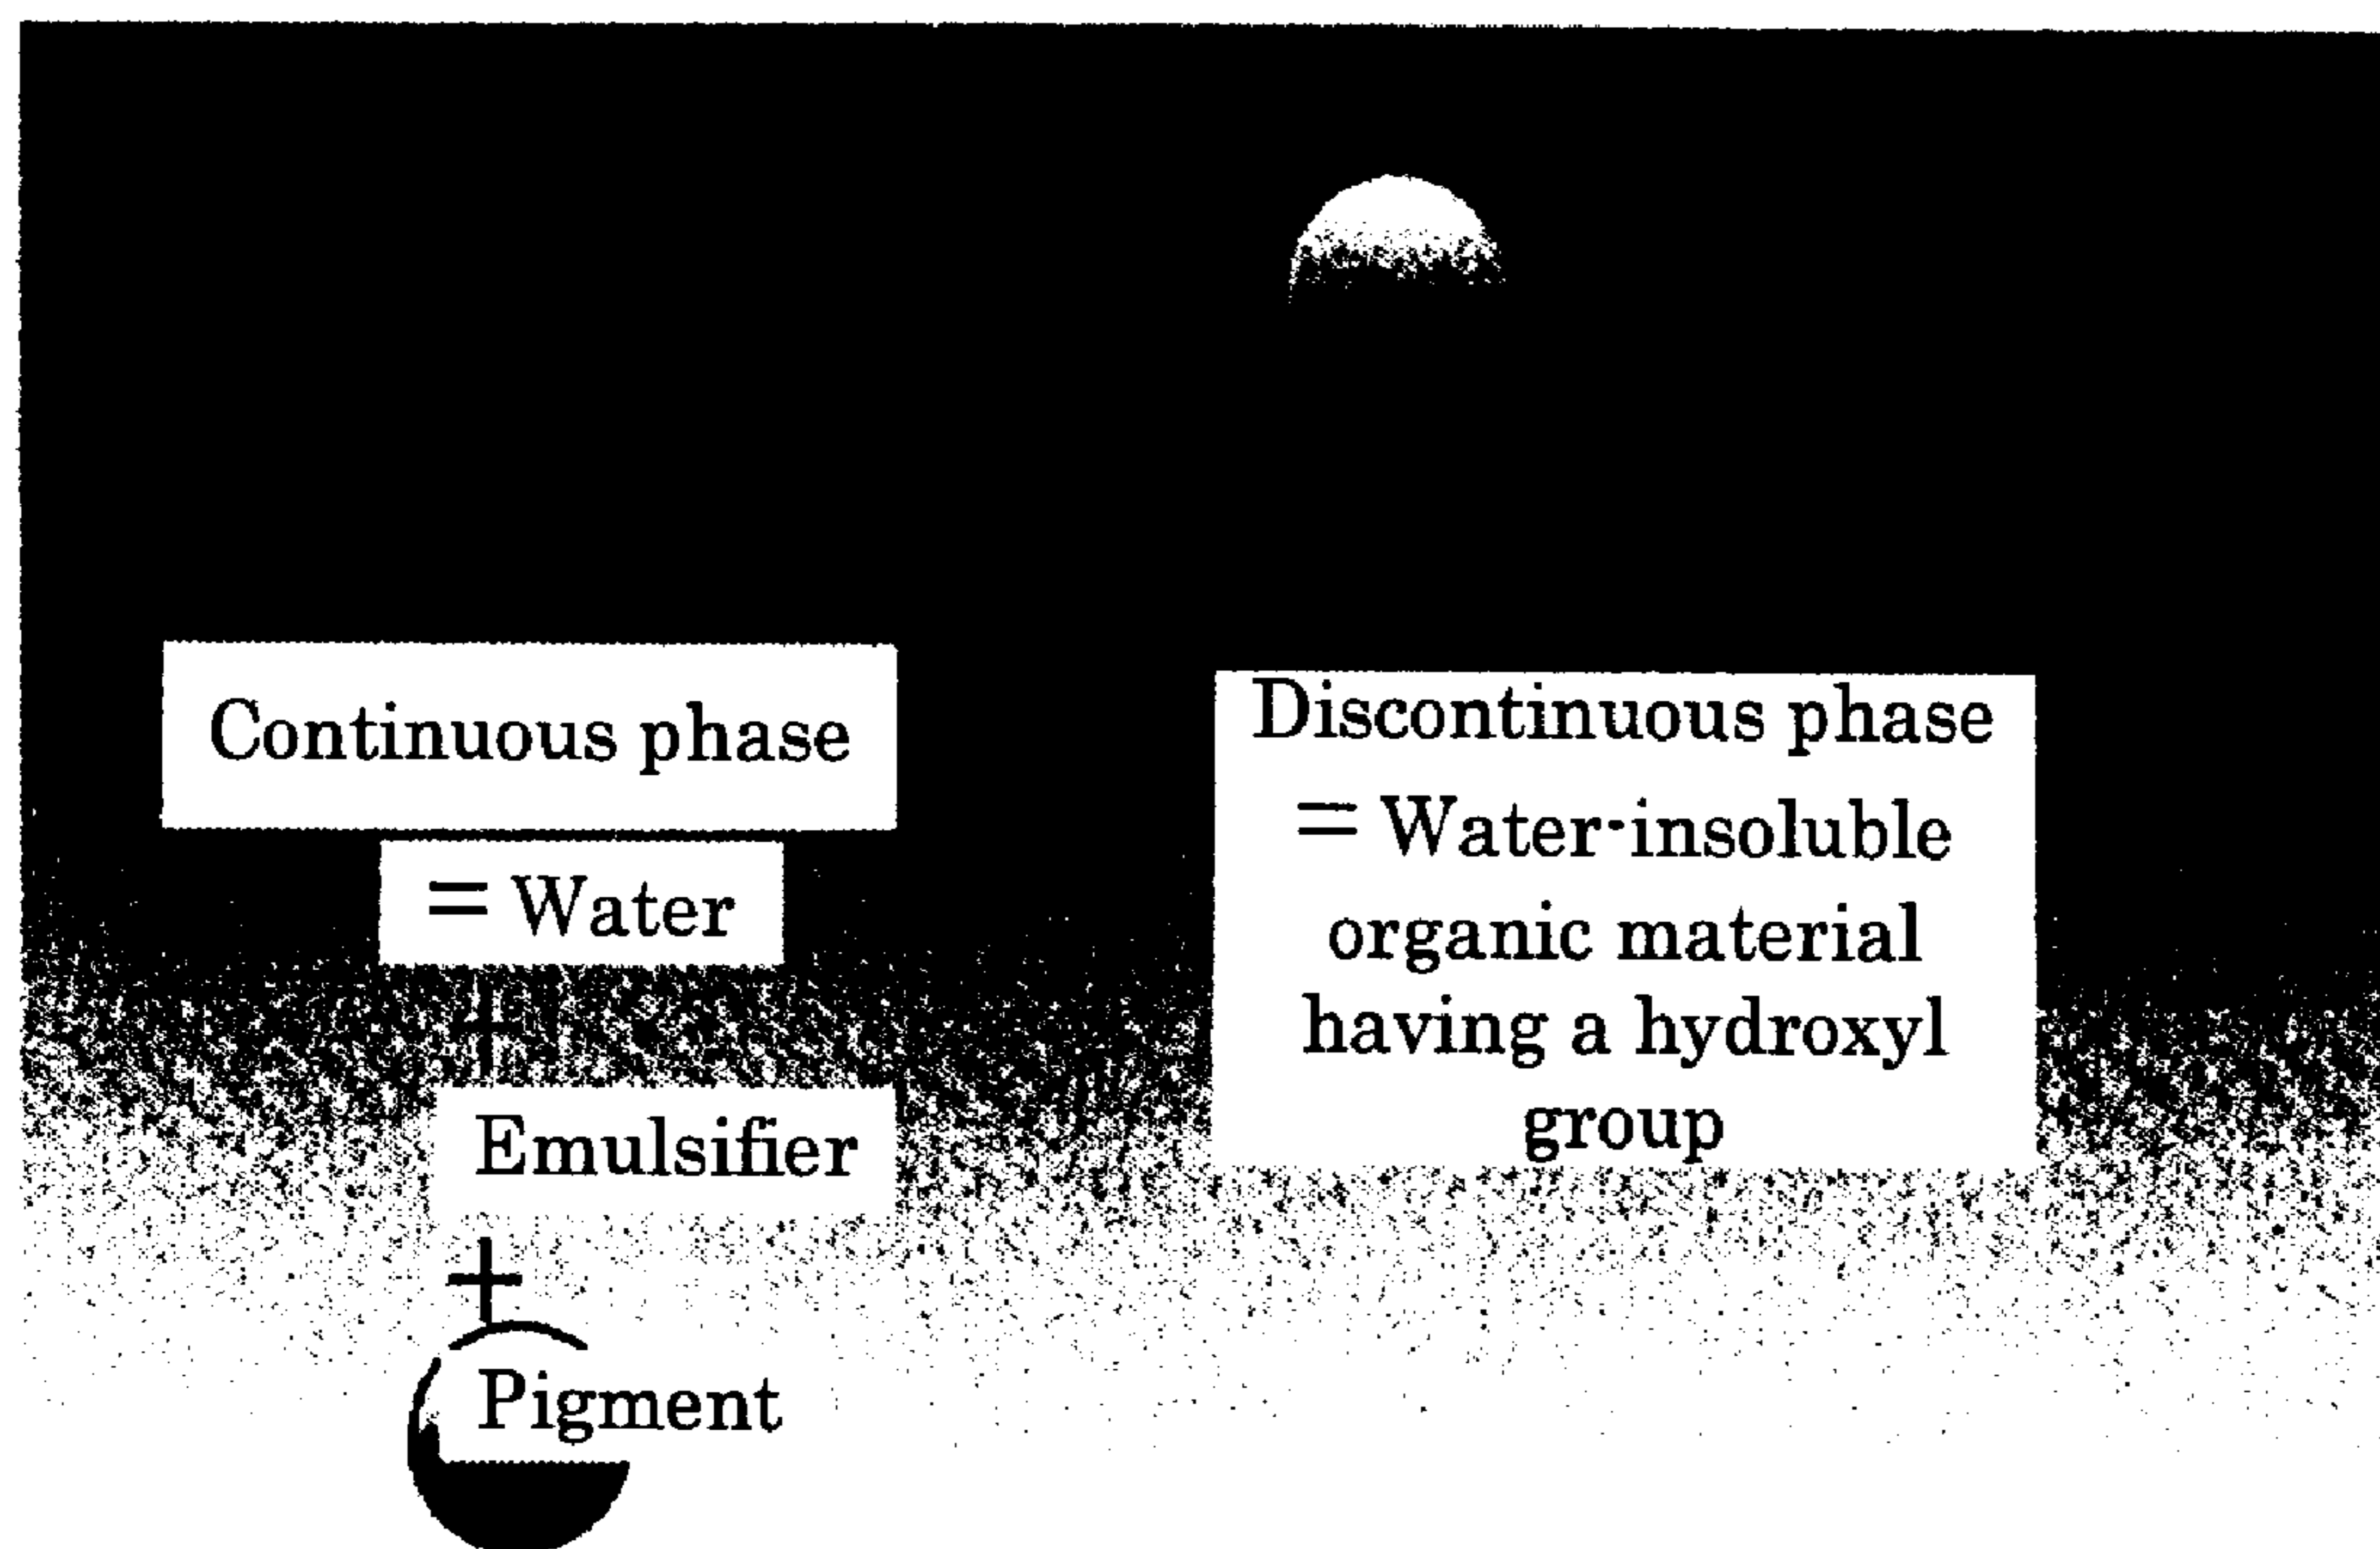 Continuous phase
= Water
+
Emulsifier
+
Pigment
Discontinuous phase
= Water-insoluble
organic material
having a hydroxyl
group